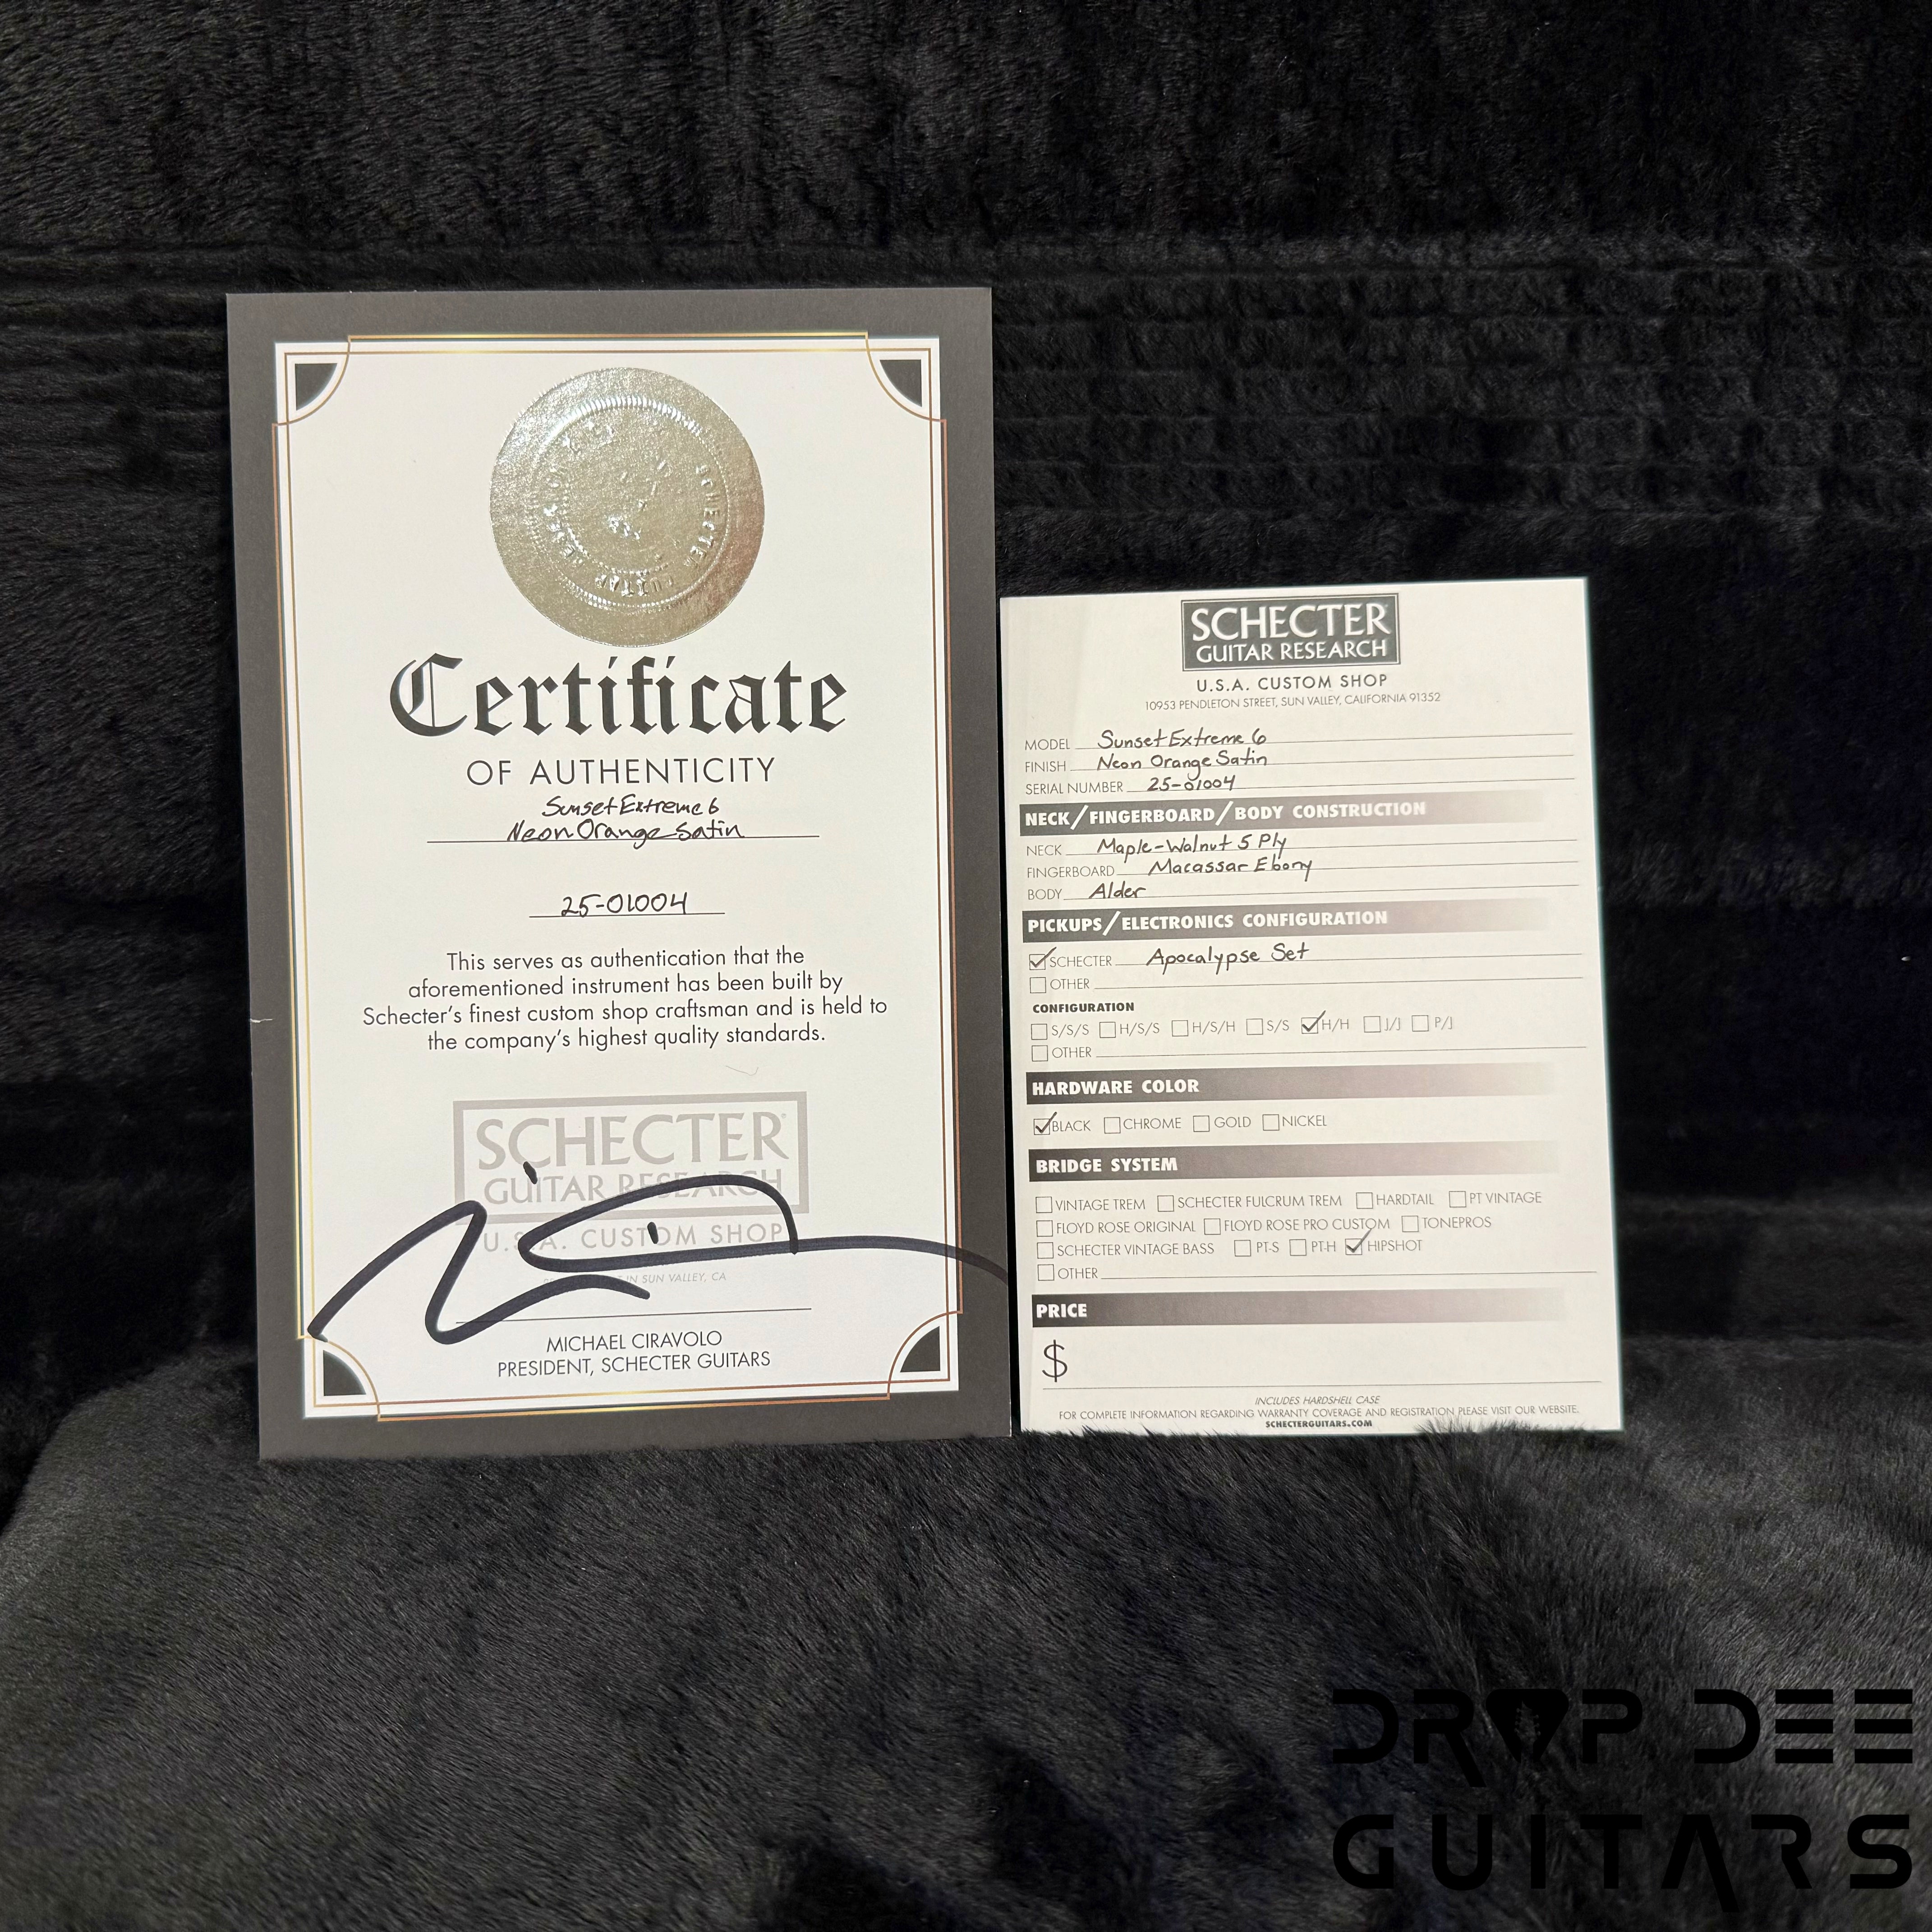 SCHECTER GUITAR
Certificate
OF AUTHENTICITY
Sunset Extreme 6
Neon Orange Satin
25-01004
This serves as authentication that the
aforementioned instrument has been built by
Schecter's finest custom shop craftsman and is held to
the company's highest quality standards.
SCHECTER
GUITAR RESEARCH
U.S.A. CUSTOM SHOP
IN SUN VALLEY, CA
MICHAEL CIRAVOLO
PRESIDENT, SCHECTER GUITARS
SCHECTER
GUITAR RESEARCH
U.S.A. CUSTOM SHOP
10953 PENDLETON STREET, SUN VALLEY, CALIFORNIA 91352
MODEL Sunset Extreme 6
FINISH Neon Orange Satin
SERIAL NUMBER 25-01004
NECK/FINGERBOARD/BODY CONSTRUCTION
NECK Maple-Walnut 5 Ply
FINGERBOARD Macassar Ebony
BODY Alder
PICKUPS/ELECTRONICS CONFIGURATION
SCHECTER Apocalypse Set
OTHER
CONFIGURATION
S/S/S H/S/S H/S/H S/S H/H J/J P/J
OTHER
HARDWARE COLOR
BLACK CHROME GOLD NICKEL
BRIDGE SYSTEM
VINTAGE TREM SCHECTER FULCRUM TREM HARDTAIL PT VINTAGE
FLOYD ROSE ORIGINAL FLOYD ROSE PRO CUSTOM TONEPROS
SCHECTER VINTAGE BASS PT-S PT-H HIPSHOT
OTHER
PRICE
$
INCLUDES HARDSHELL CASE
FOR COMPLETE INFORMATION REGARDING WARRANTY COVERAGE AND REGISTRATION PLEASE VISIT OUR WEBSITE.
SCHECTERGUITARS.COM
DROP DEE
GUITARS